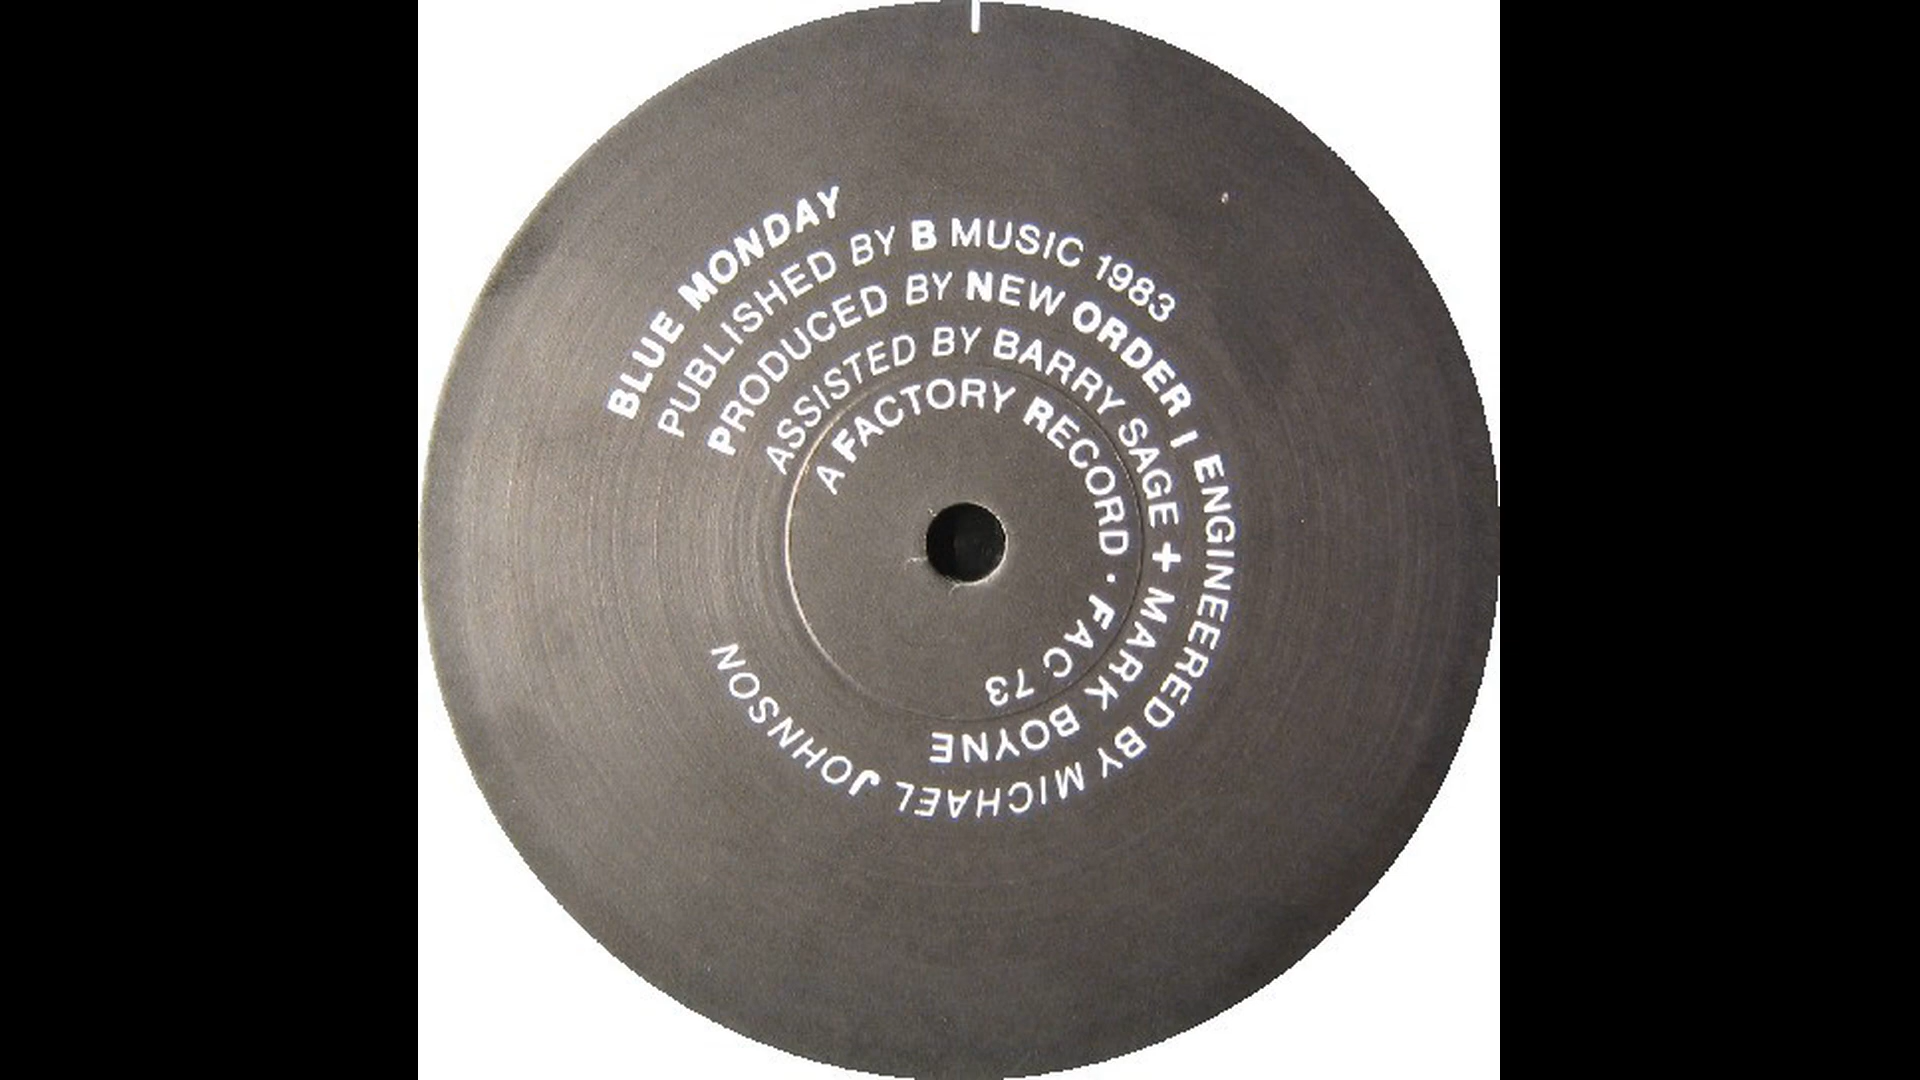 BLUE MONDAY
PUBLISHED BY B MUSIC 1983
PRODUCED BY NEW ORDER | ENGINEERED BY MICHAEL JOHNSON
ASSISTED BY BARRY SAGE + MARK BOYNE
A FACTORY RECORD · FAC 73